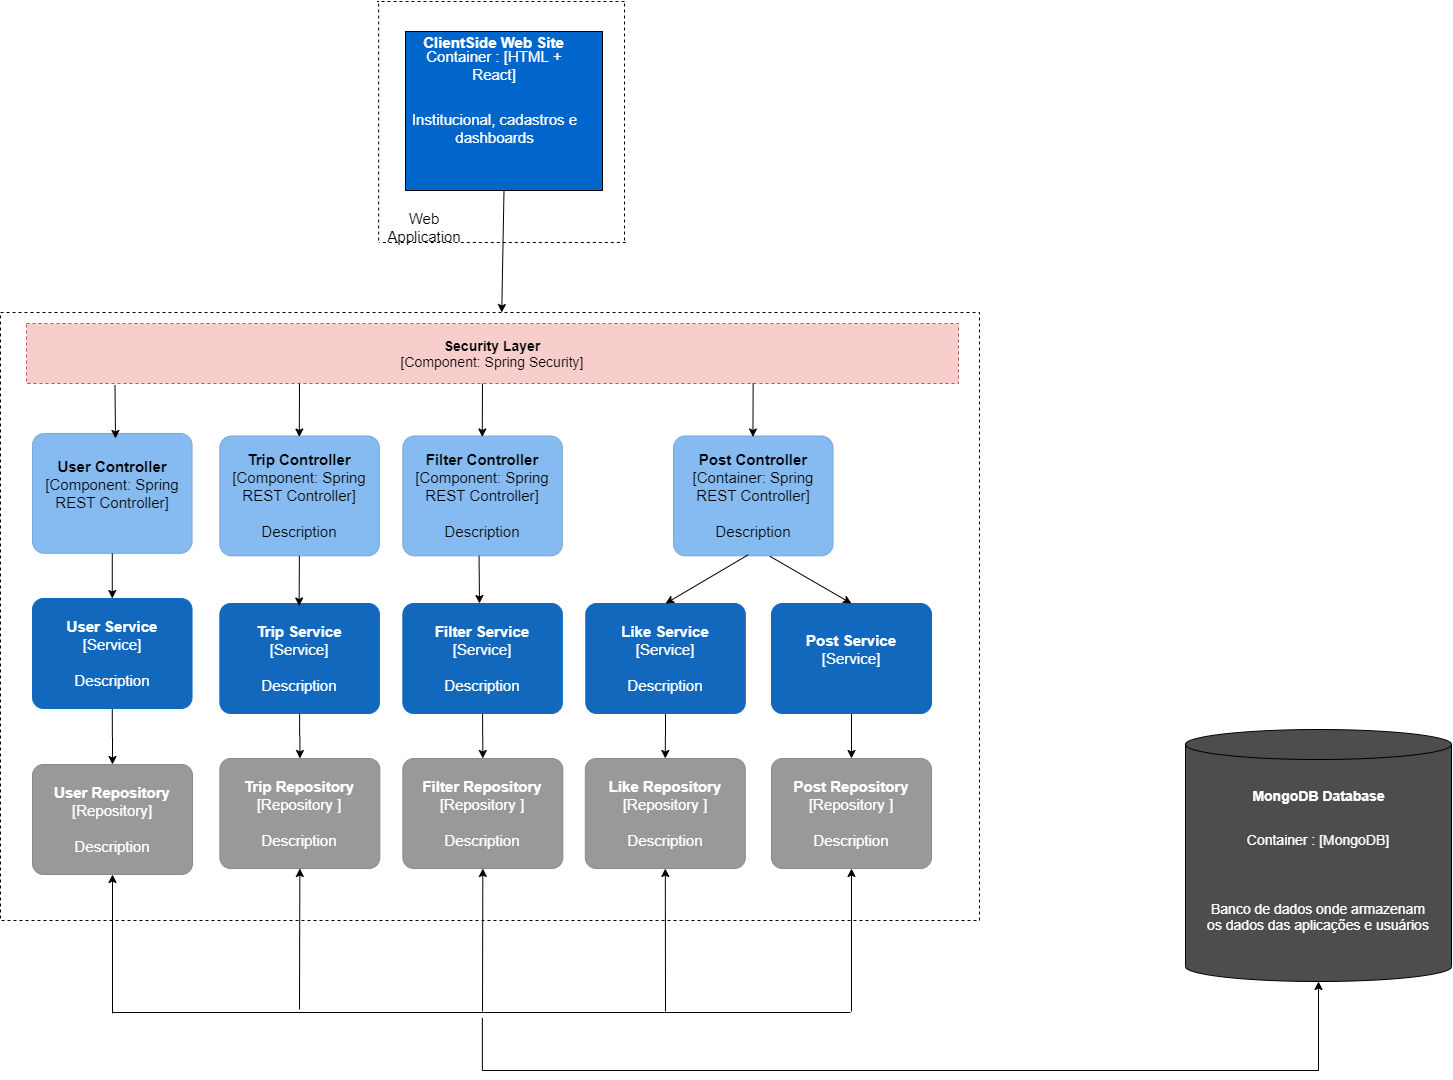 ClientSide Web Site
Container : [HTML +
React]
Institucional, cadastros e
dashboards
Web
Application
Security Layer
[Component: Spring Security]
User Controller
[Component: Spring
REST Controller]
Trip Controller
[Component: Spring
REST Controller]
Description
Filter Controller
[Component: Spring
REST Controller]
Description
Post Controller
[Container: Spring
REST Controller]
Description
User Service
[Service]
Description
Trip Service
[Service]
Description
Filter Service
[Service]
Description
Like Service
[Service]
Description
Post Service
[Service]
User Repository
[Repository]
Description
Trip Repository
[Repository ]
Description
Filter Repository
[Repository ]
Description
Like Repository
[Repository ]
Description
Post Repository
[Repository ]
Description
MongoDB Database
Container : [MongoDB]
Banco de dados onde armazenam
os dados das aplicações e usuários